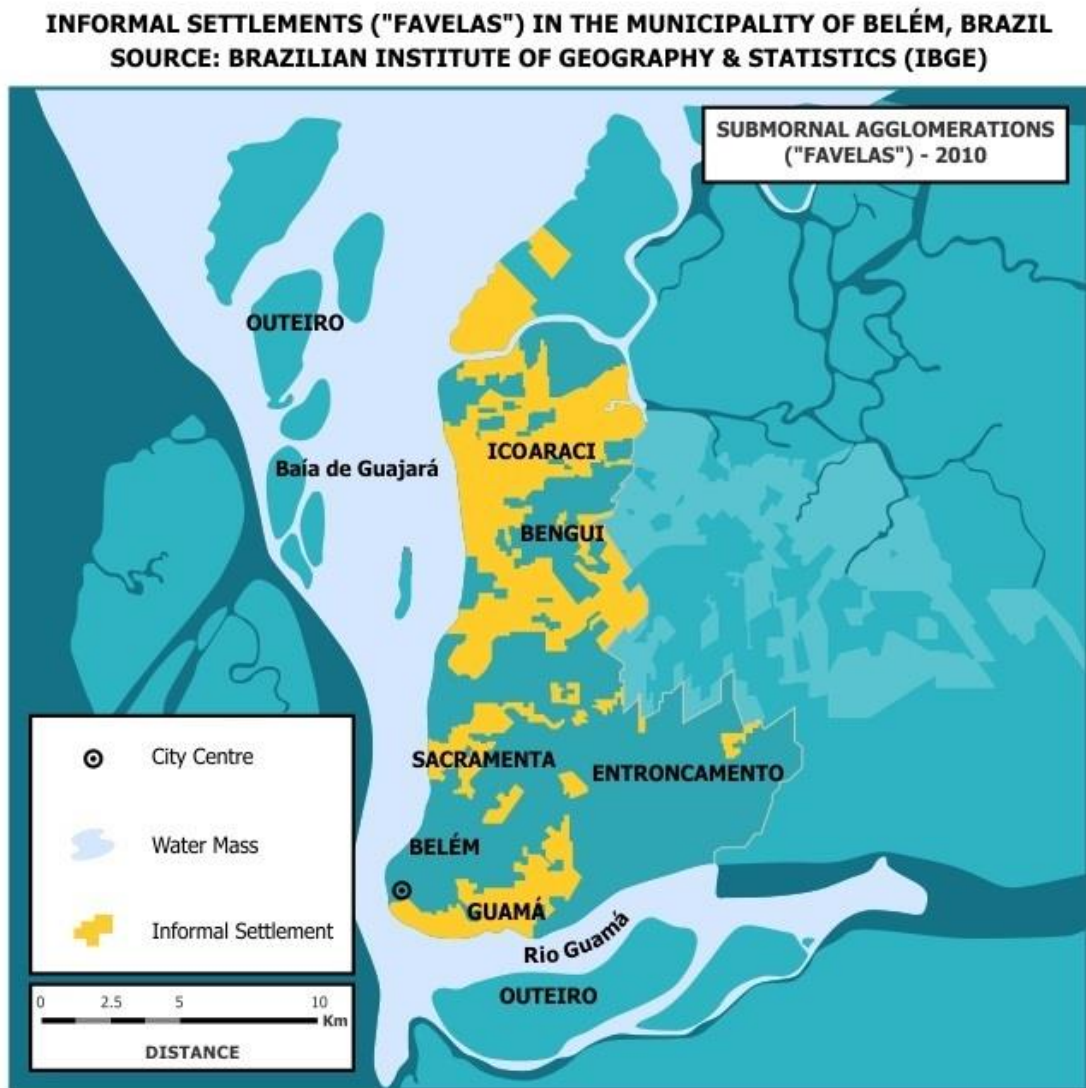 INFORMAL SETTLEMENTS ("FAVELAS") IN THE MUNICIPALITY OF BELÉM, BRAZIL
SOURCE: BRAZILIAN INSTITUTE OF GEOGRAPHY & STATISTICS (IBGE)
SUBMORNAL AGGLOMERATIONS
("FAVELAS") - 2010
OUTEIRO
ICOARACI
Baía de Guajará
BENGUI
SACRAMENTA
ENTRONCAMENTO
BELÉM
GUAMÁ
Rio Guamá
OUTEIRO
City Centre
Water Mass
Informal Settlement
0 2.5 5 10
Km
DISTANCE